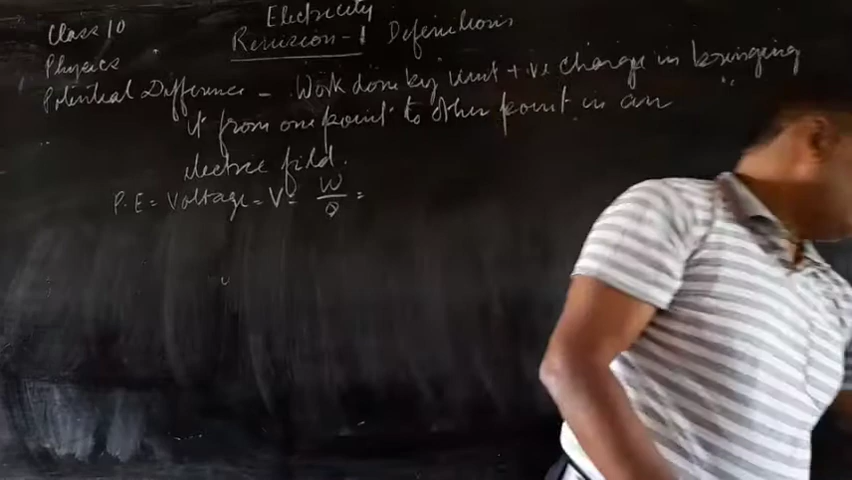 Electricity
Class 10
Revision-1 Definitions
Physics
Potential Difference - Work done by unit +ve charge in bringing
it from one point to other point in an
electric field.
P.E = Voltage = V = W/Q =